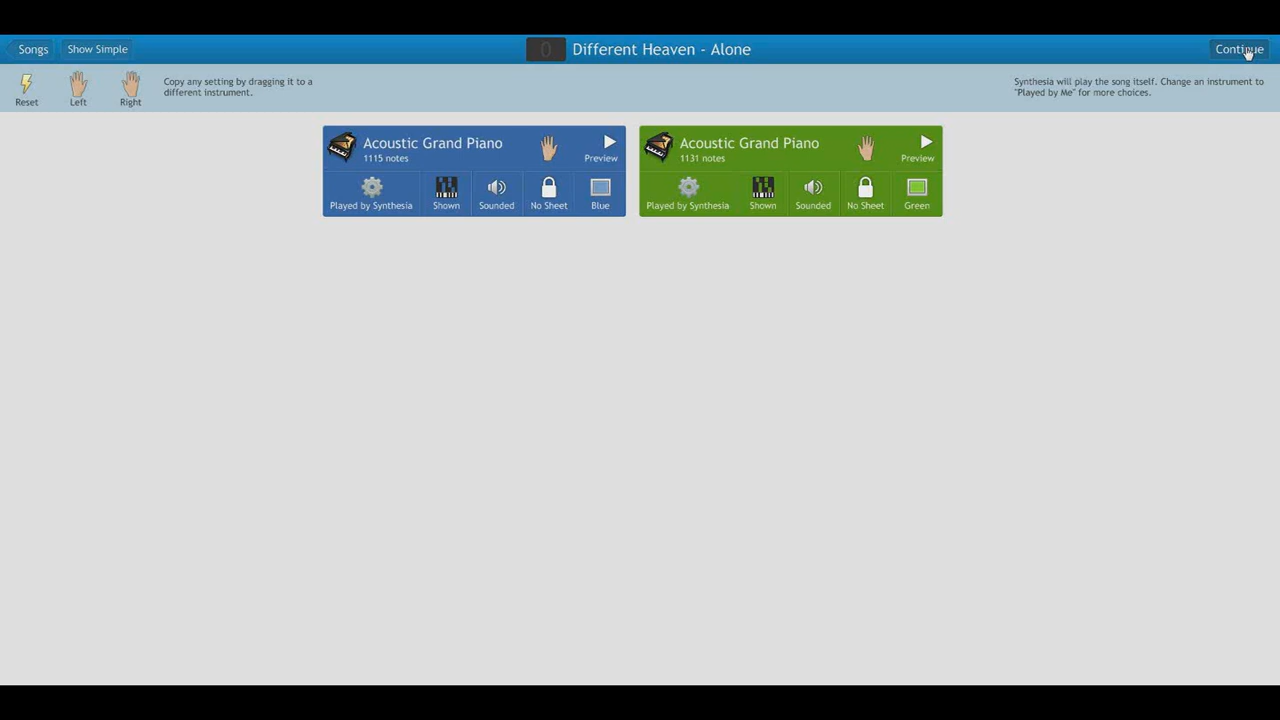 Songs
Show Simple
0
Different Heaven - Alone
Continue
Reset
Left
Right
Copy any setting by dragging it to a
different instrument.
Synthesia will play the song itself. Change an instrument to
"Played by Me" for more choices.
Acoustic Grand Piano
1115 notes
Preview
Played by Synthesia
Shown
Sounded
No Sheet
Blue
Acoustic Grand Piano
1131 notes
Preview
Played by Synthesia
Shown
Sounded
No Sheet
Green